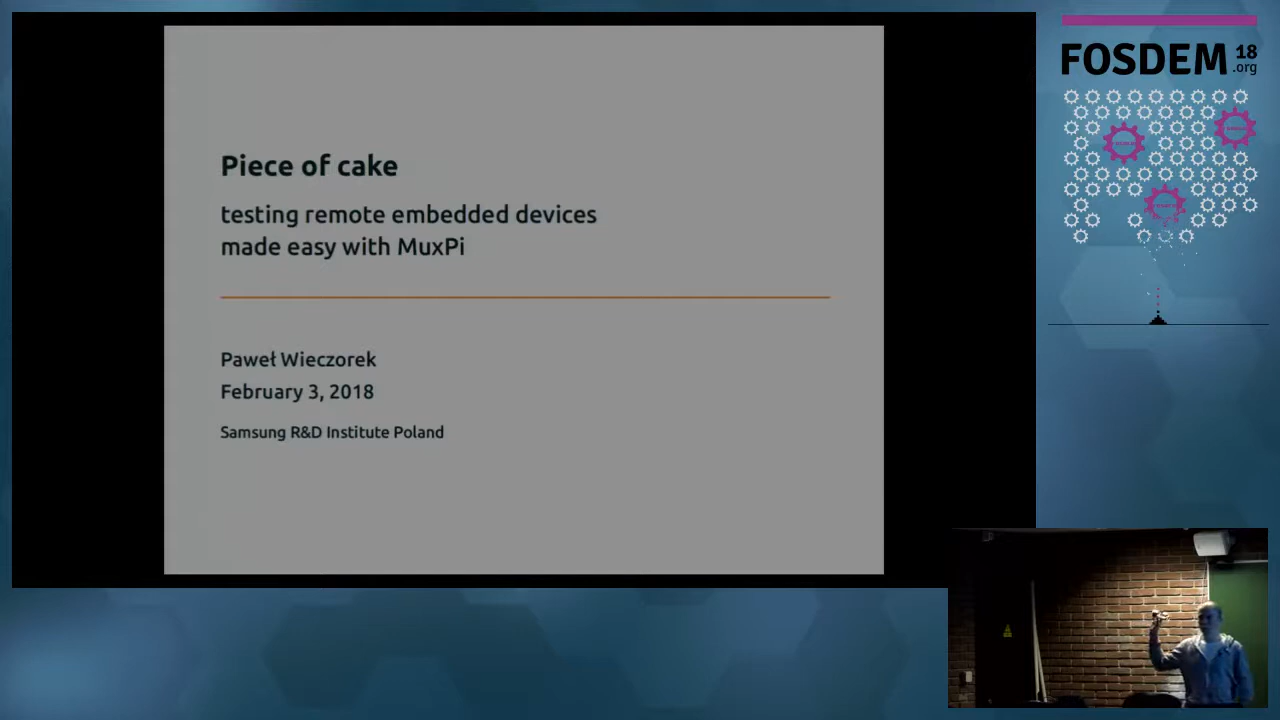 Piece of cake
testing remote embedded devices
made easy with MuxPi
Paweł Wieczorek
February 3, 2018
Samsung R&D Institute Poland
FOSDEM 18
.org